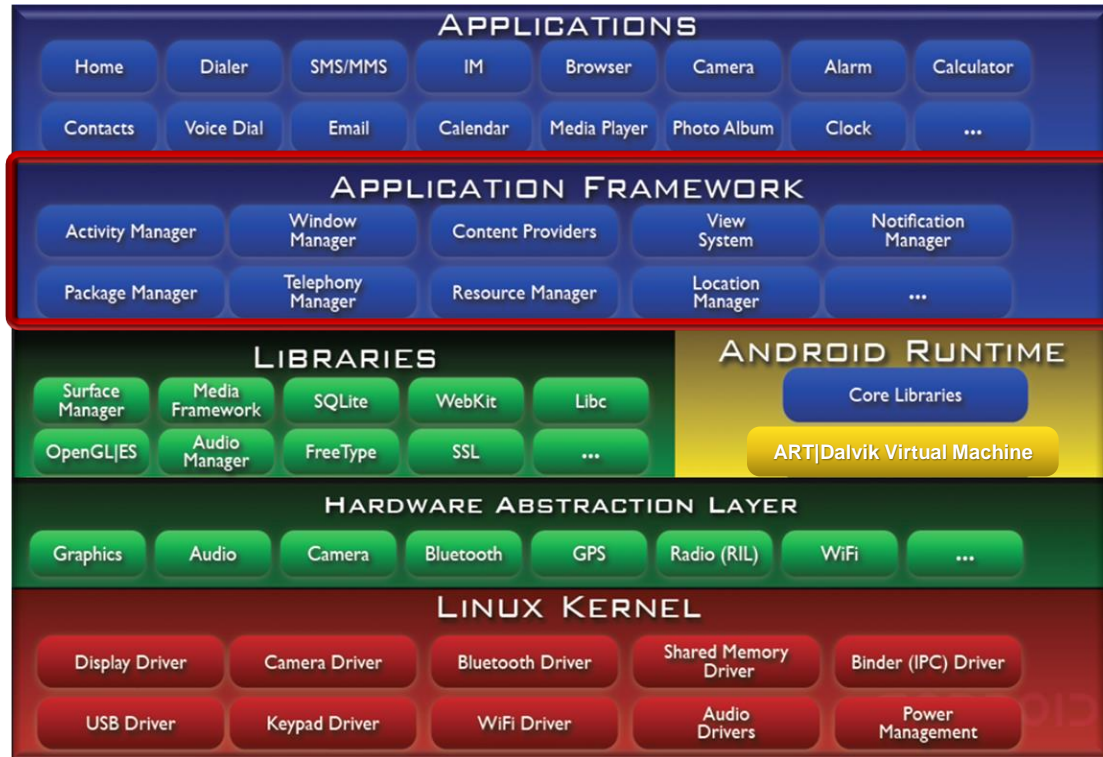 APPLICATIONS
Home
Dialer
SMS/MMS
IM
Browser
Camera
Alarm
Calculator
Contacts
Voice Dial
Email
Calendar
Media Player
Photo Album
Clock
...
APPLICATION FRAMEWORK
Activity Manager
Window
Manager
Content Providers
View
System
Notification
Manager
Package Manager
Telephony
Manager
Resource Manager
Location
Manager
...
LIBRARIES
Surface
Manager
Media
Framework
SQLite
WebKit
Libc
OpenGL|ES
Audio
Manager
FreeType
SSL
...
ANDROID RUNTIME
Core Libraries
ART|Dalvik Virtual Machine
HARDWARE ABSTRACTION LAYER
Graphics
Audio
Camera
Bluetooth
GPS
Radio (RIL)
WiFi
...
LINUX KERNEL
Display Driver
Camera Driver
Bluetooth Driver
Shared Memory
Driver
Binder (IPC) Driver
USB Driver
Keypad Driver
WiFi Driver
Audio
Drivers
Power
Management